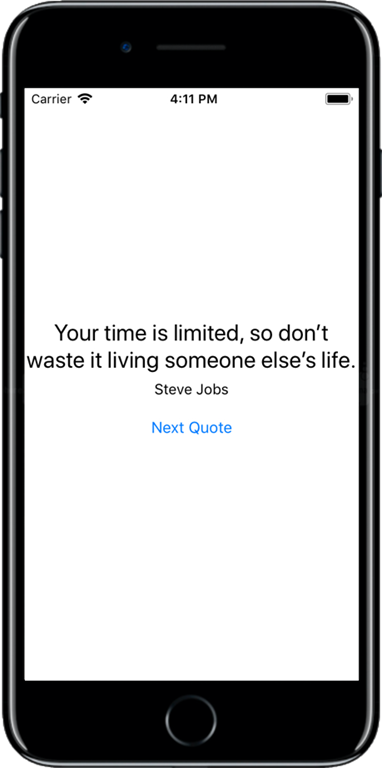 Carrier 4:11 PM
Your time is limited, so don’t
waste it living someone else’s life.
Steve Jobs
Next Quote